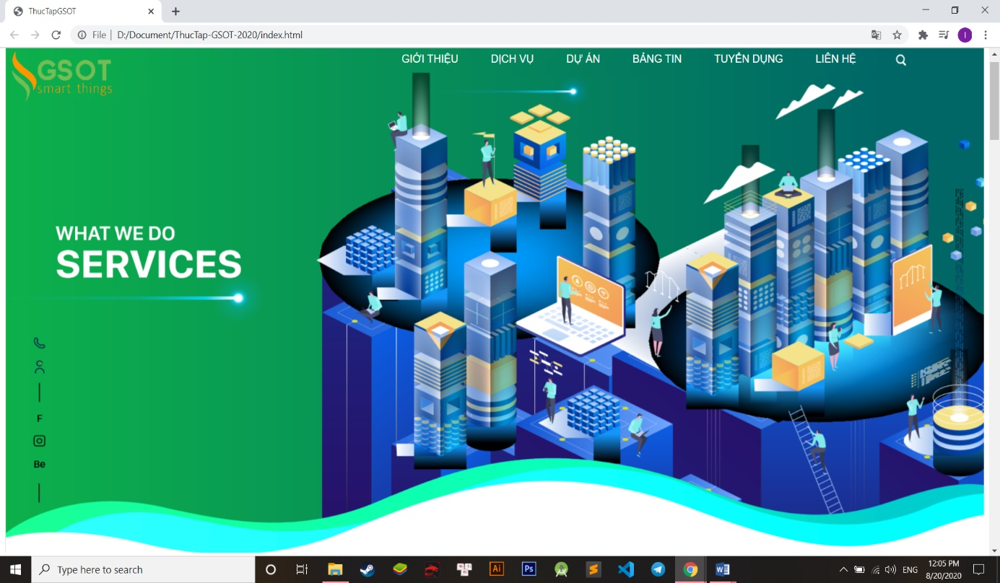 ThucTapGSOT
File
D:/Document/ThucTap-GSOT-2020/index.html
GSOT
smart things
GIỚI THIỆU
DỊCH VỤ
DỰ ÁN
BẢNG TIN
TUYỂN DỤNG
LIÊN HỆ
WHAT WE DO
SERVICES
F
Be
Type here to search
Ai
Ps
ENG
12:05 PM
8/20/2020